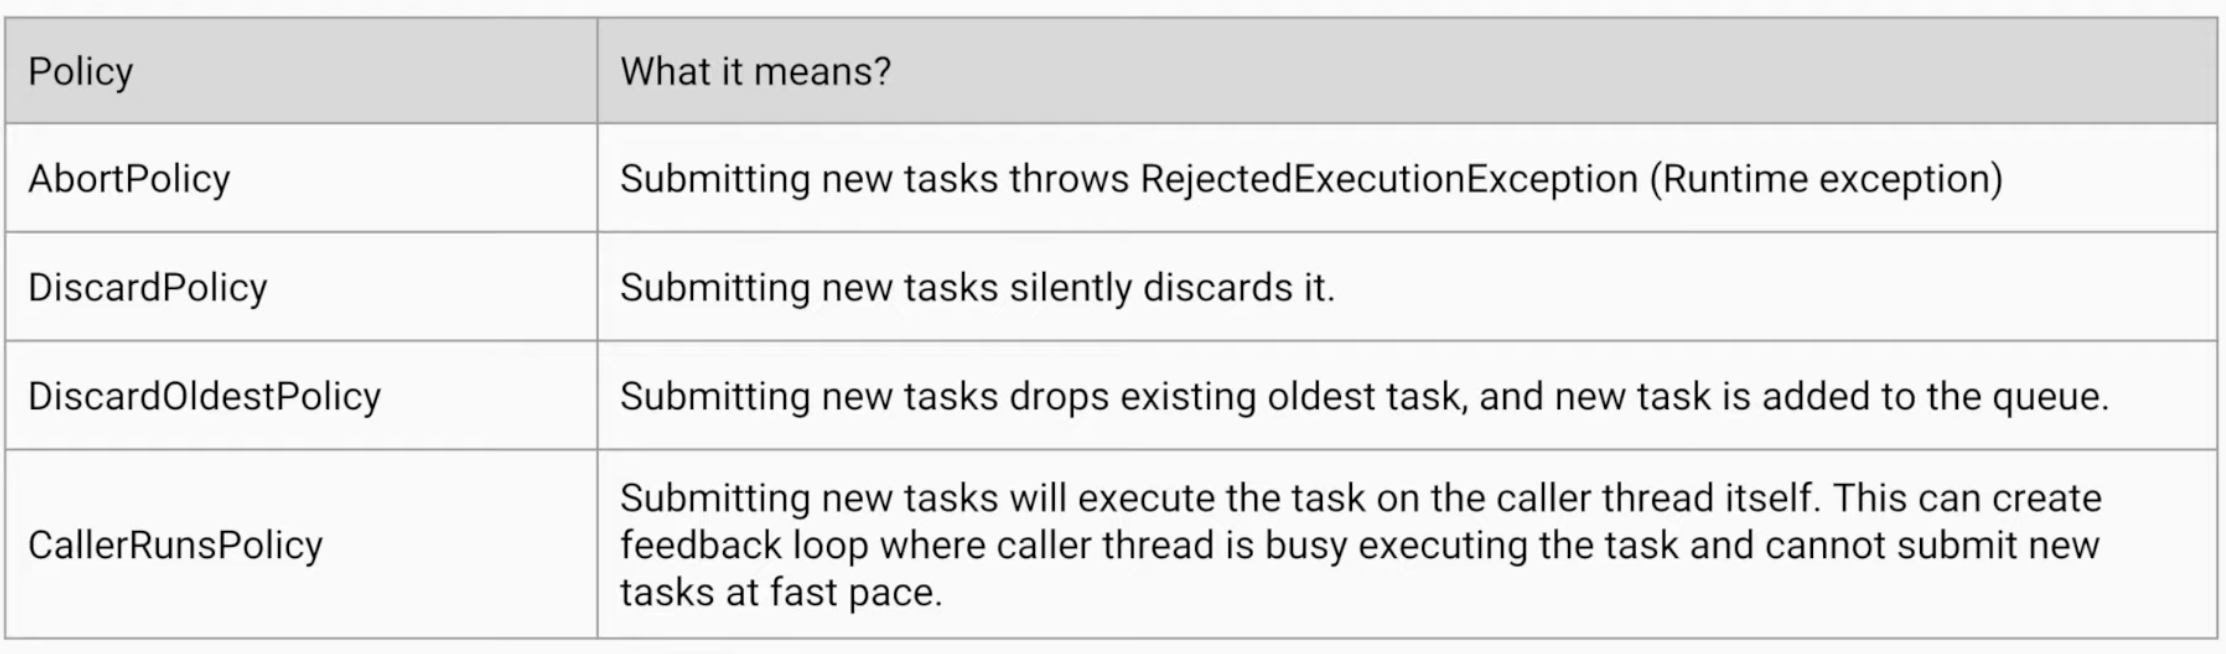 Policy
What it means?
AbortPolicy
Submitting new tasks throws RejectedExecutionException (Runtime exception)
DiscardPolicy
Submitting new tasks silently discards it.
DiscardOldestPolicy
Submitting new tasks drops existing oldest task, and new task is added to the queue.
CallerRunsPolicy
Submitting new tasks will execute the task on the caller thread itself. This can create
feedback loop where caller thread is busy executing the task and cannot submit new
tasks at fast pace.